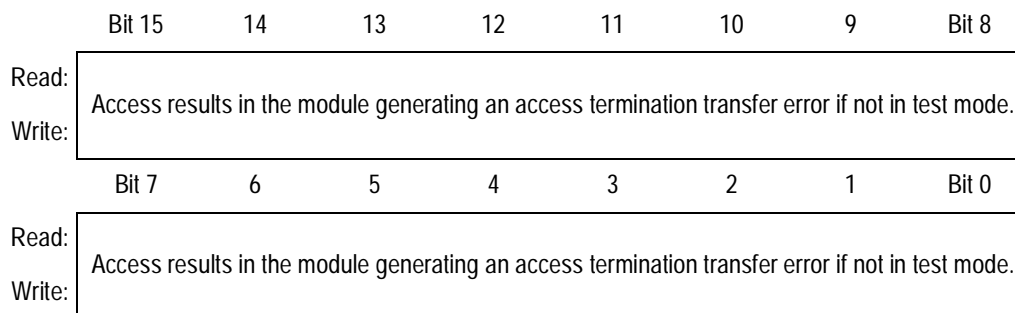 Bit 15 14 13 12 11 10 9 Bit 8
Read:
Access results in the module generating an access termination transfer error if not in test mode.
Write:
Bit 7 6 5 4 3 2 1 Bit 0
Read:
Access results in the module generating an access termination transfer error if not in test mode.
Write: